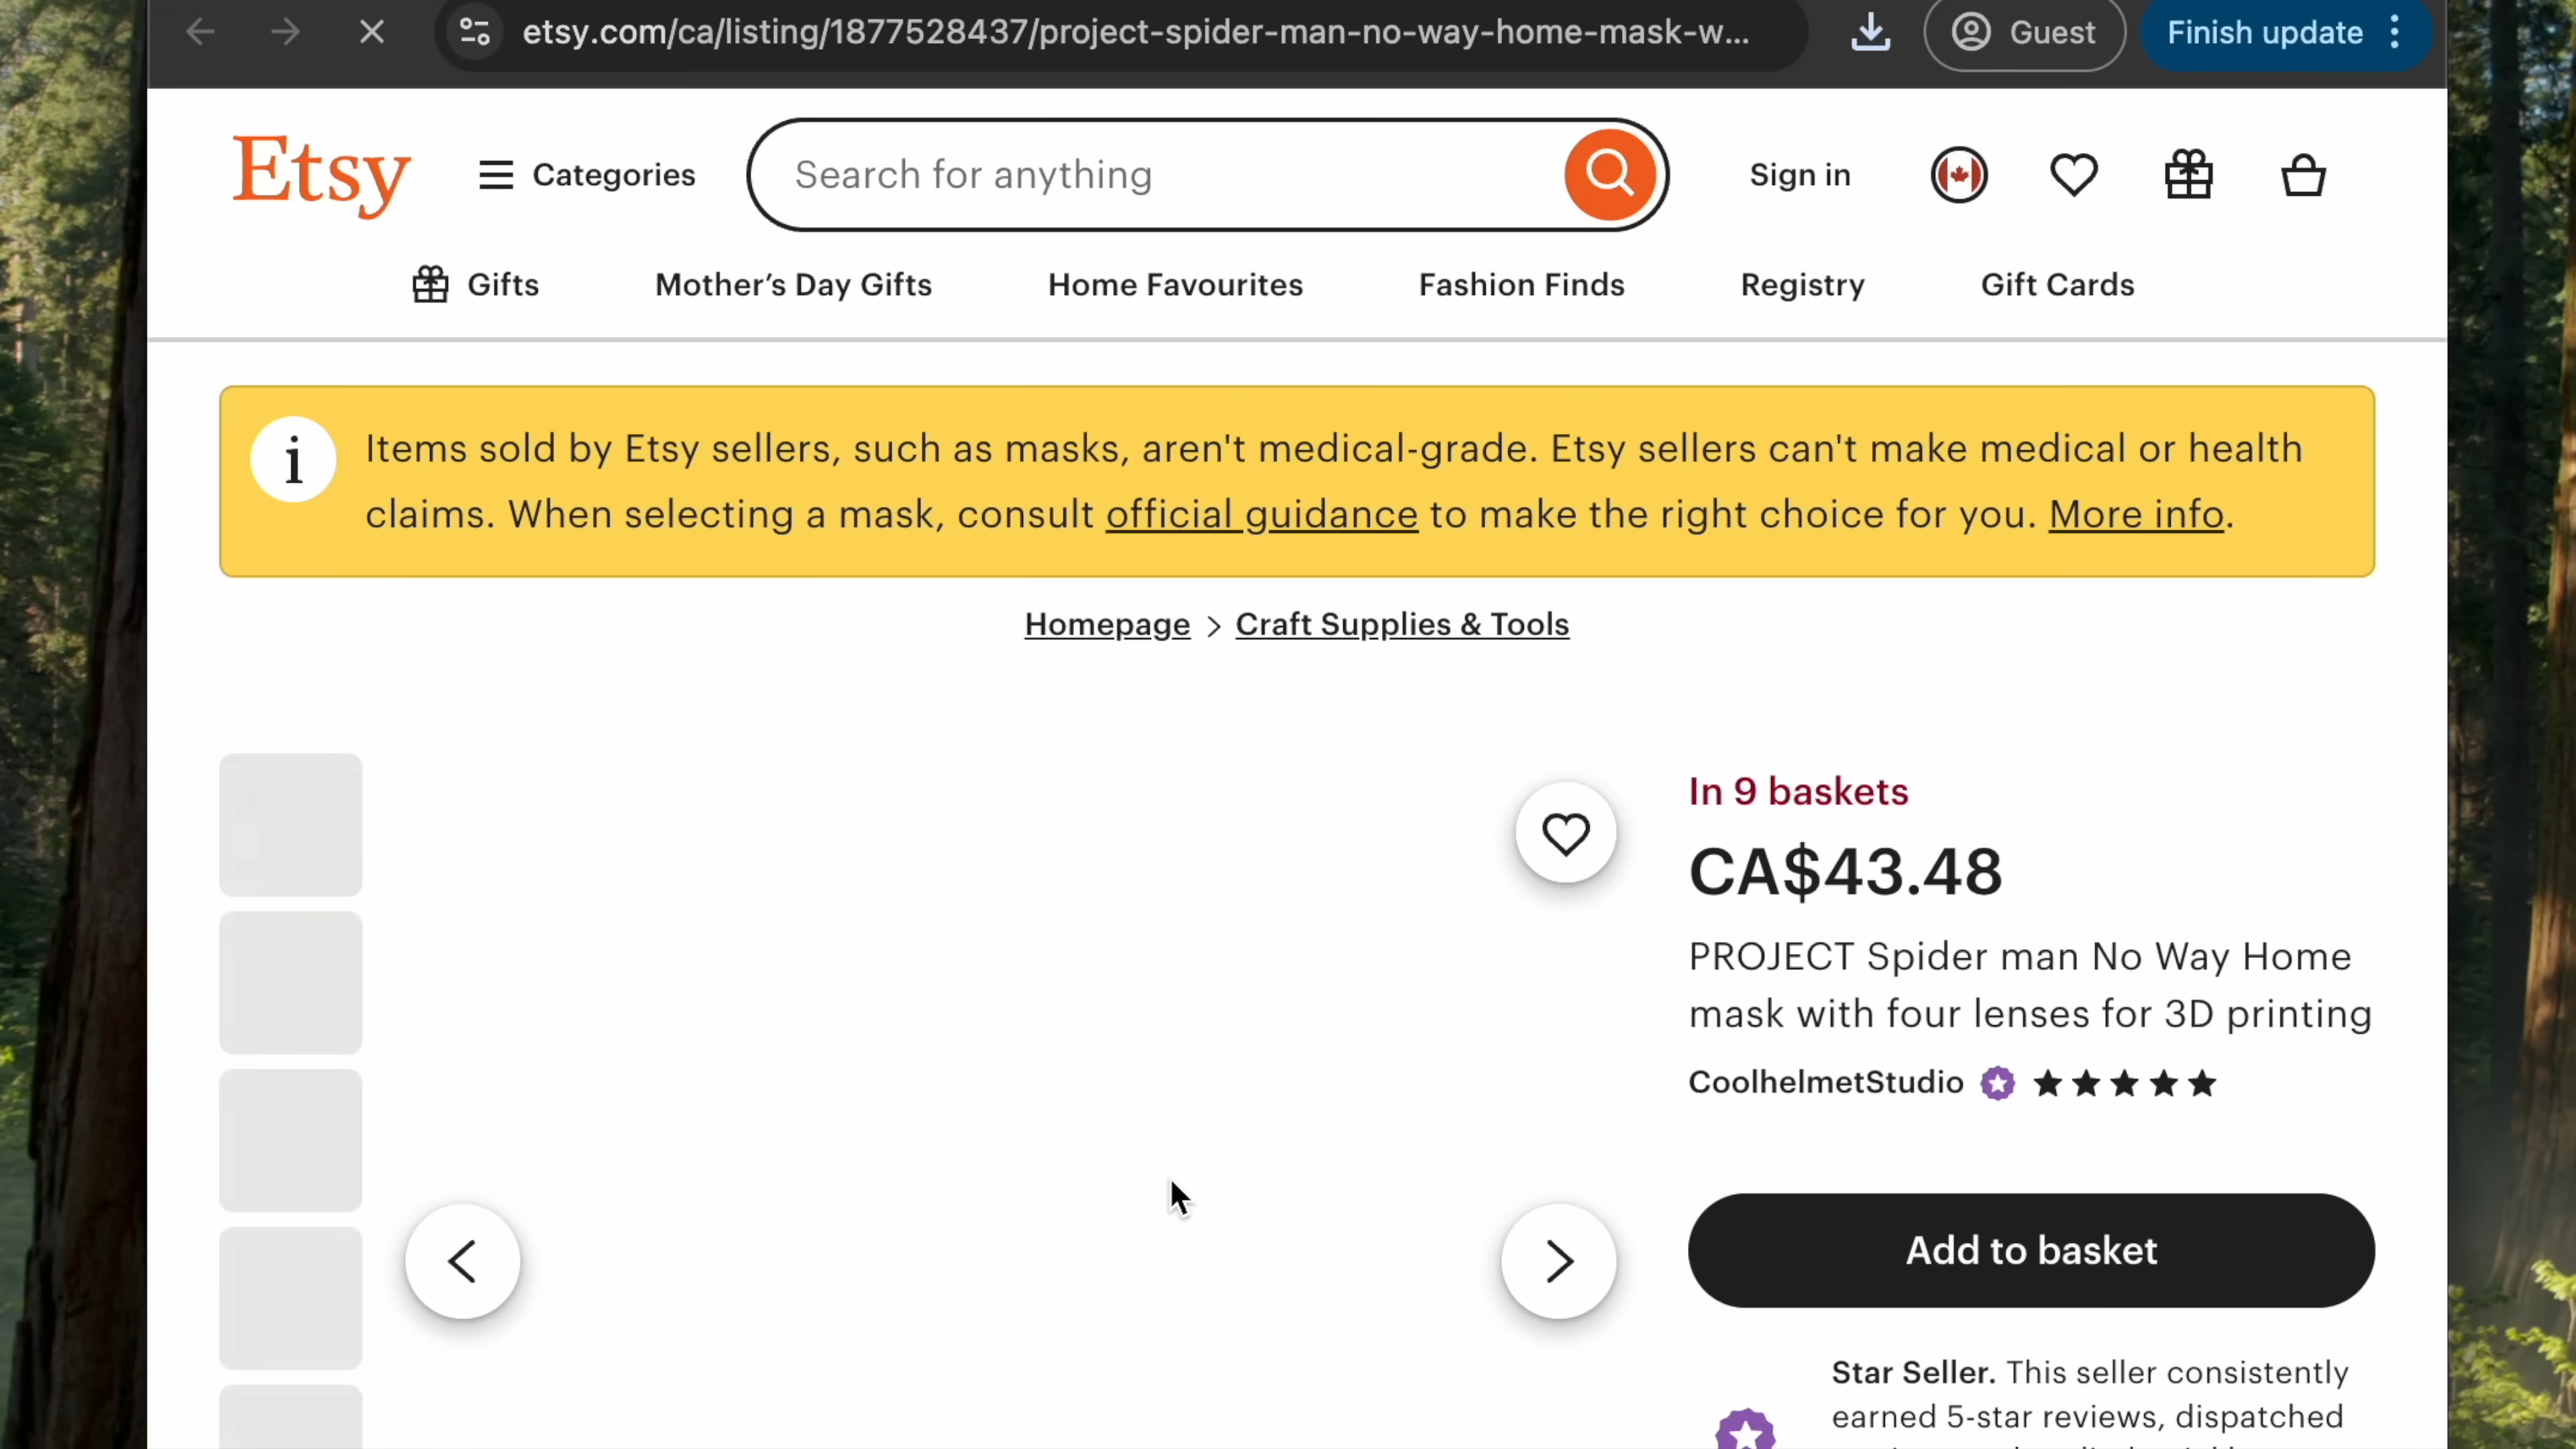 etsy.com/ca/listing/1877528437/project-spider-man-no-way-home-mask-w...
Guest
Finish update
Etsy
Categories
Search for anything
Sign in
Gifts
Mother's Day Gifts
Home Favourites
Fashion Finds
Registry
Gift Cards
i
Items sold by Etsy sellers, such as masks, aren't medical-grade. Etsy sellers can't make medical or health
claims. When selecting a mask, consult official guidance to make the right choice for you. More info.
Homepage > Craft Supplies & Tools
In 9 baskets
CA$43.48
PROJECT Spider man No Way Home
mask with four lenses for 3D printing
CoolhelmetStudio
Add to basket
Star Seller. This seller consistently
earned 5-star reviews, dispatched